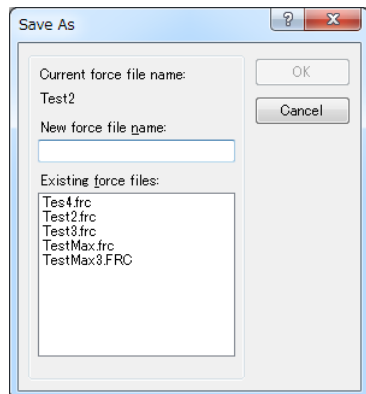 Save As
?
X
Current force file name:
Test2
New force file name:
Existing force files:
Tes4.frc
Test2.frc
Test3.frc
TestMax.frc
TestMax3.FRC
OK
Cancel